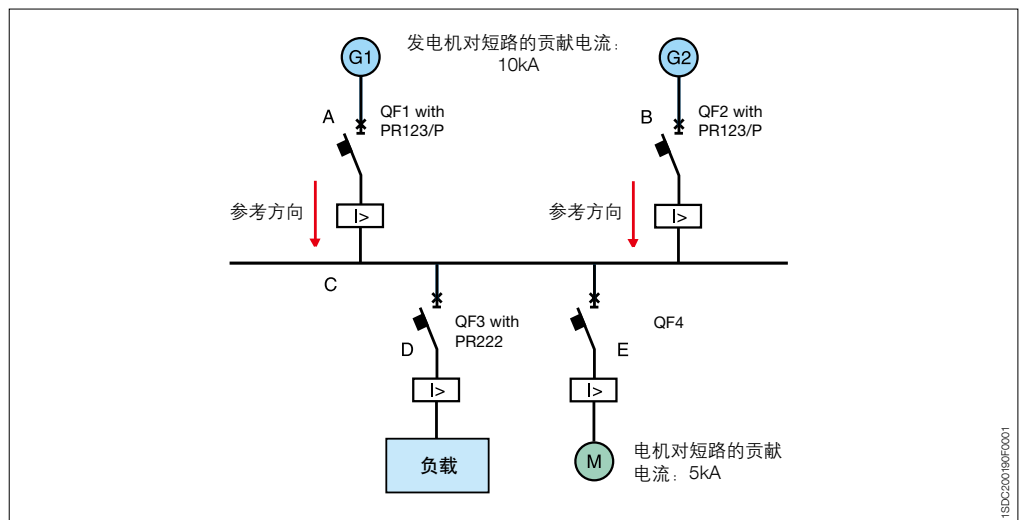 发电机对短路的贡献电流：
10kA
G1
G2
A
QF1 with
PR123/P
B
QF2 with
PR123/P
参考方向
I>
参考方向
I>
C
D
QF3 with
PR222
E
QF4
I>
I>
负载
M
电机对短路的贡献
电流：5kA
1SDC200190F0001